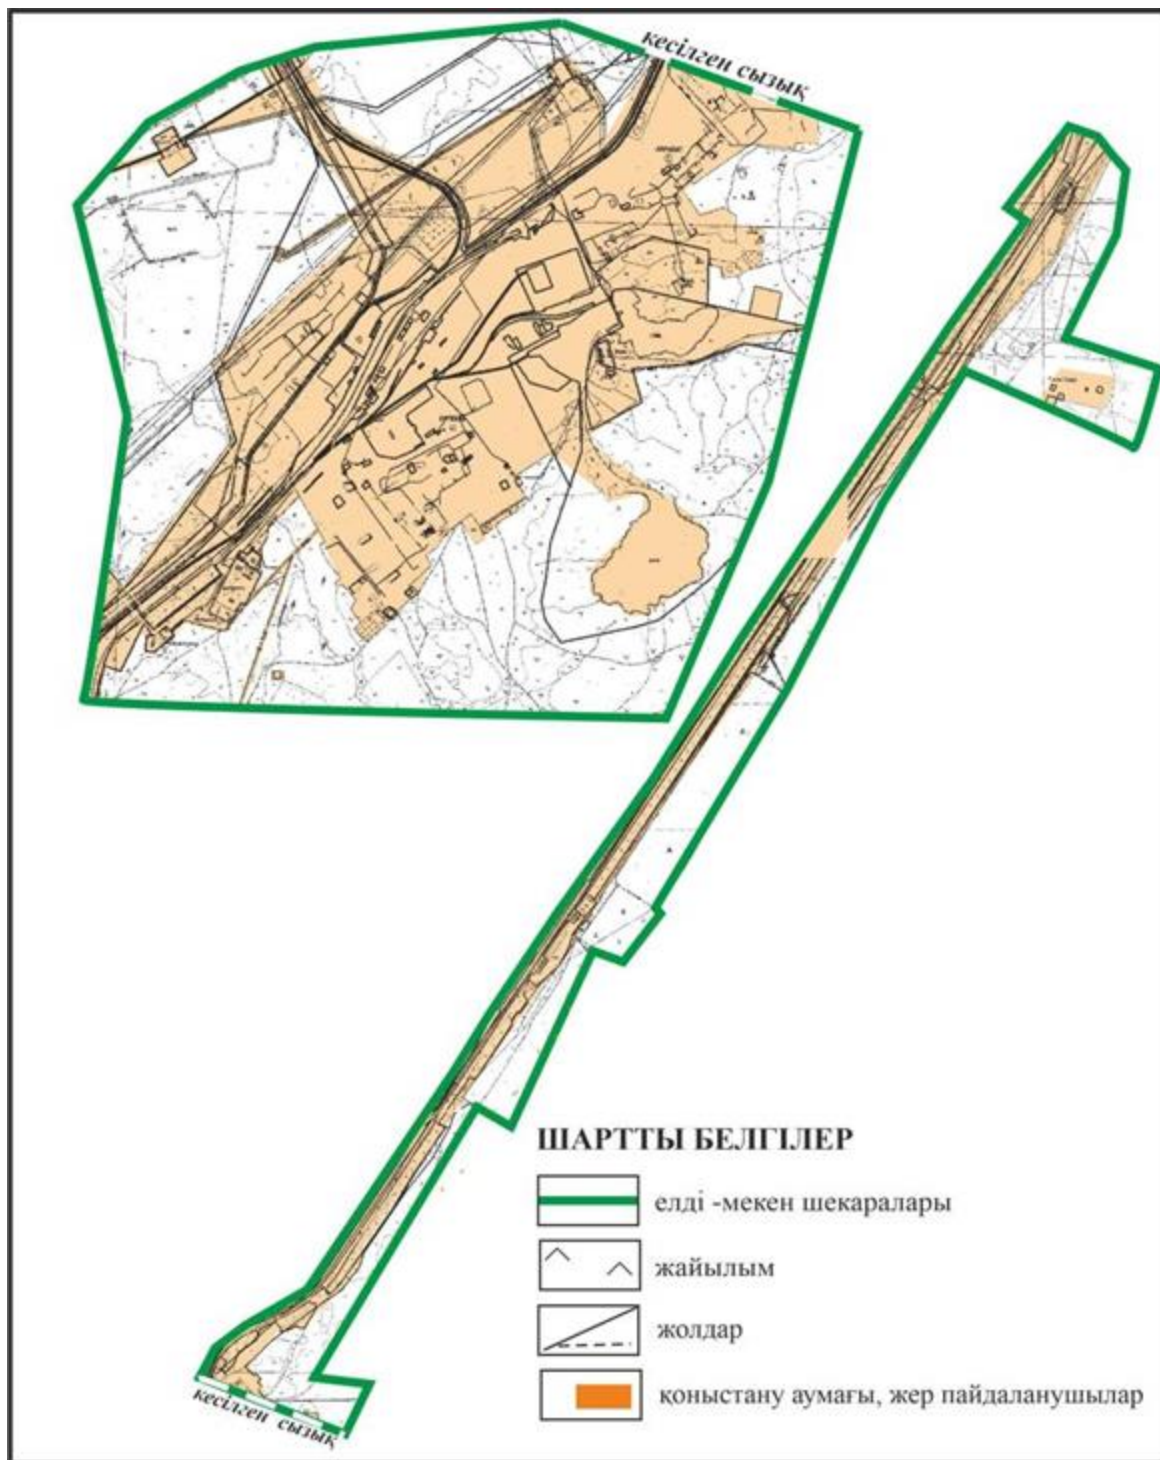 кесілген сызық
кесілген сызық
ШАРТТЫ БЕЛГІЛЕР
елді -мекен шекаралары
жайылым
жолдар
қоныстану аумағы, жер пайдаланушылар